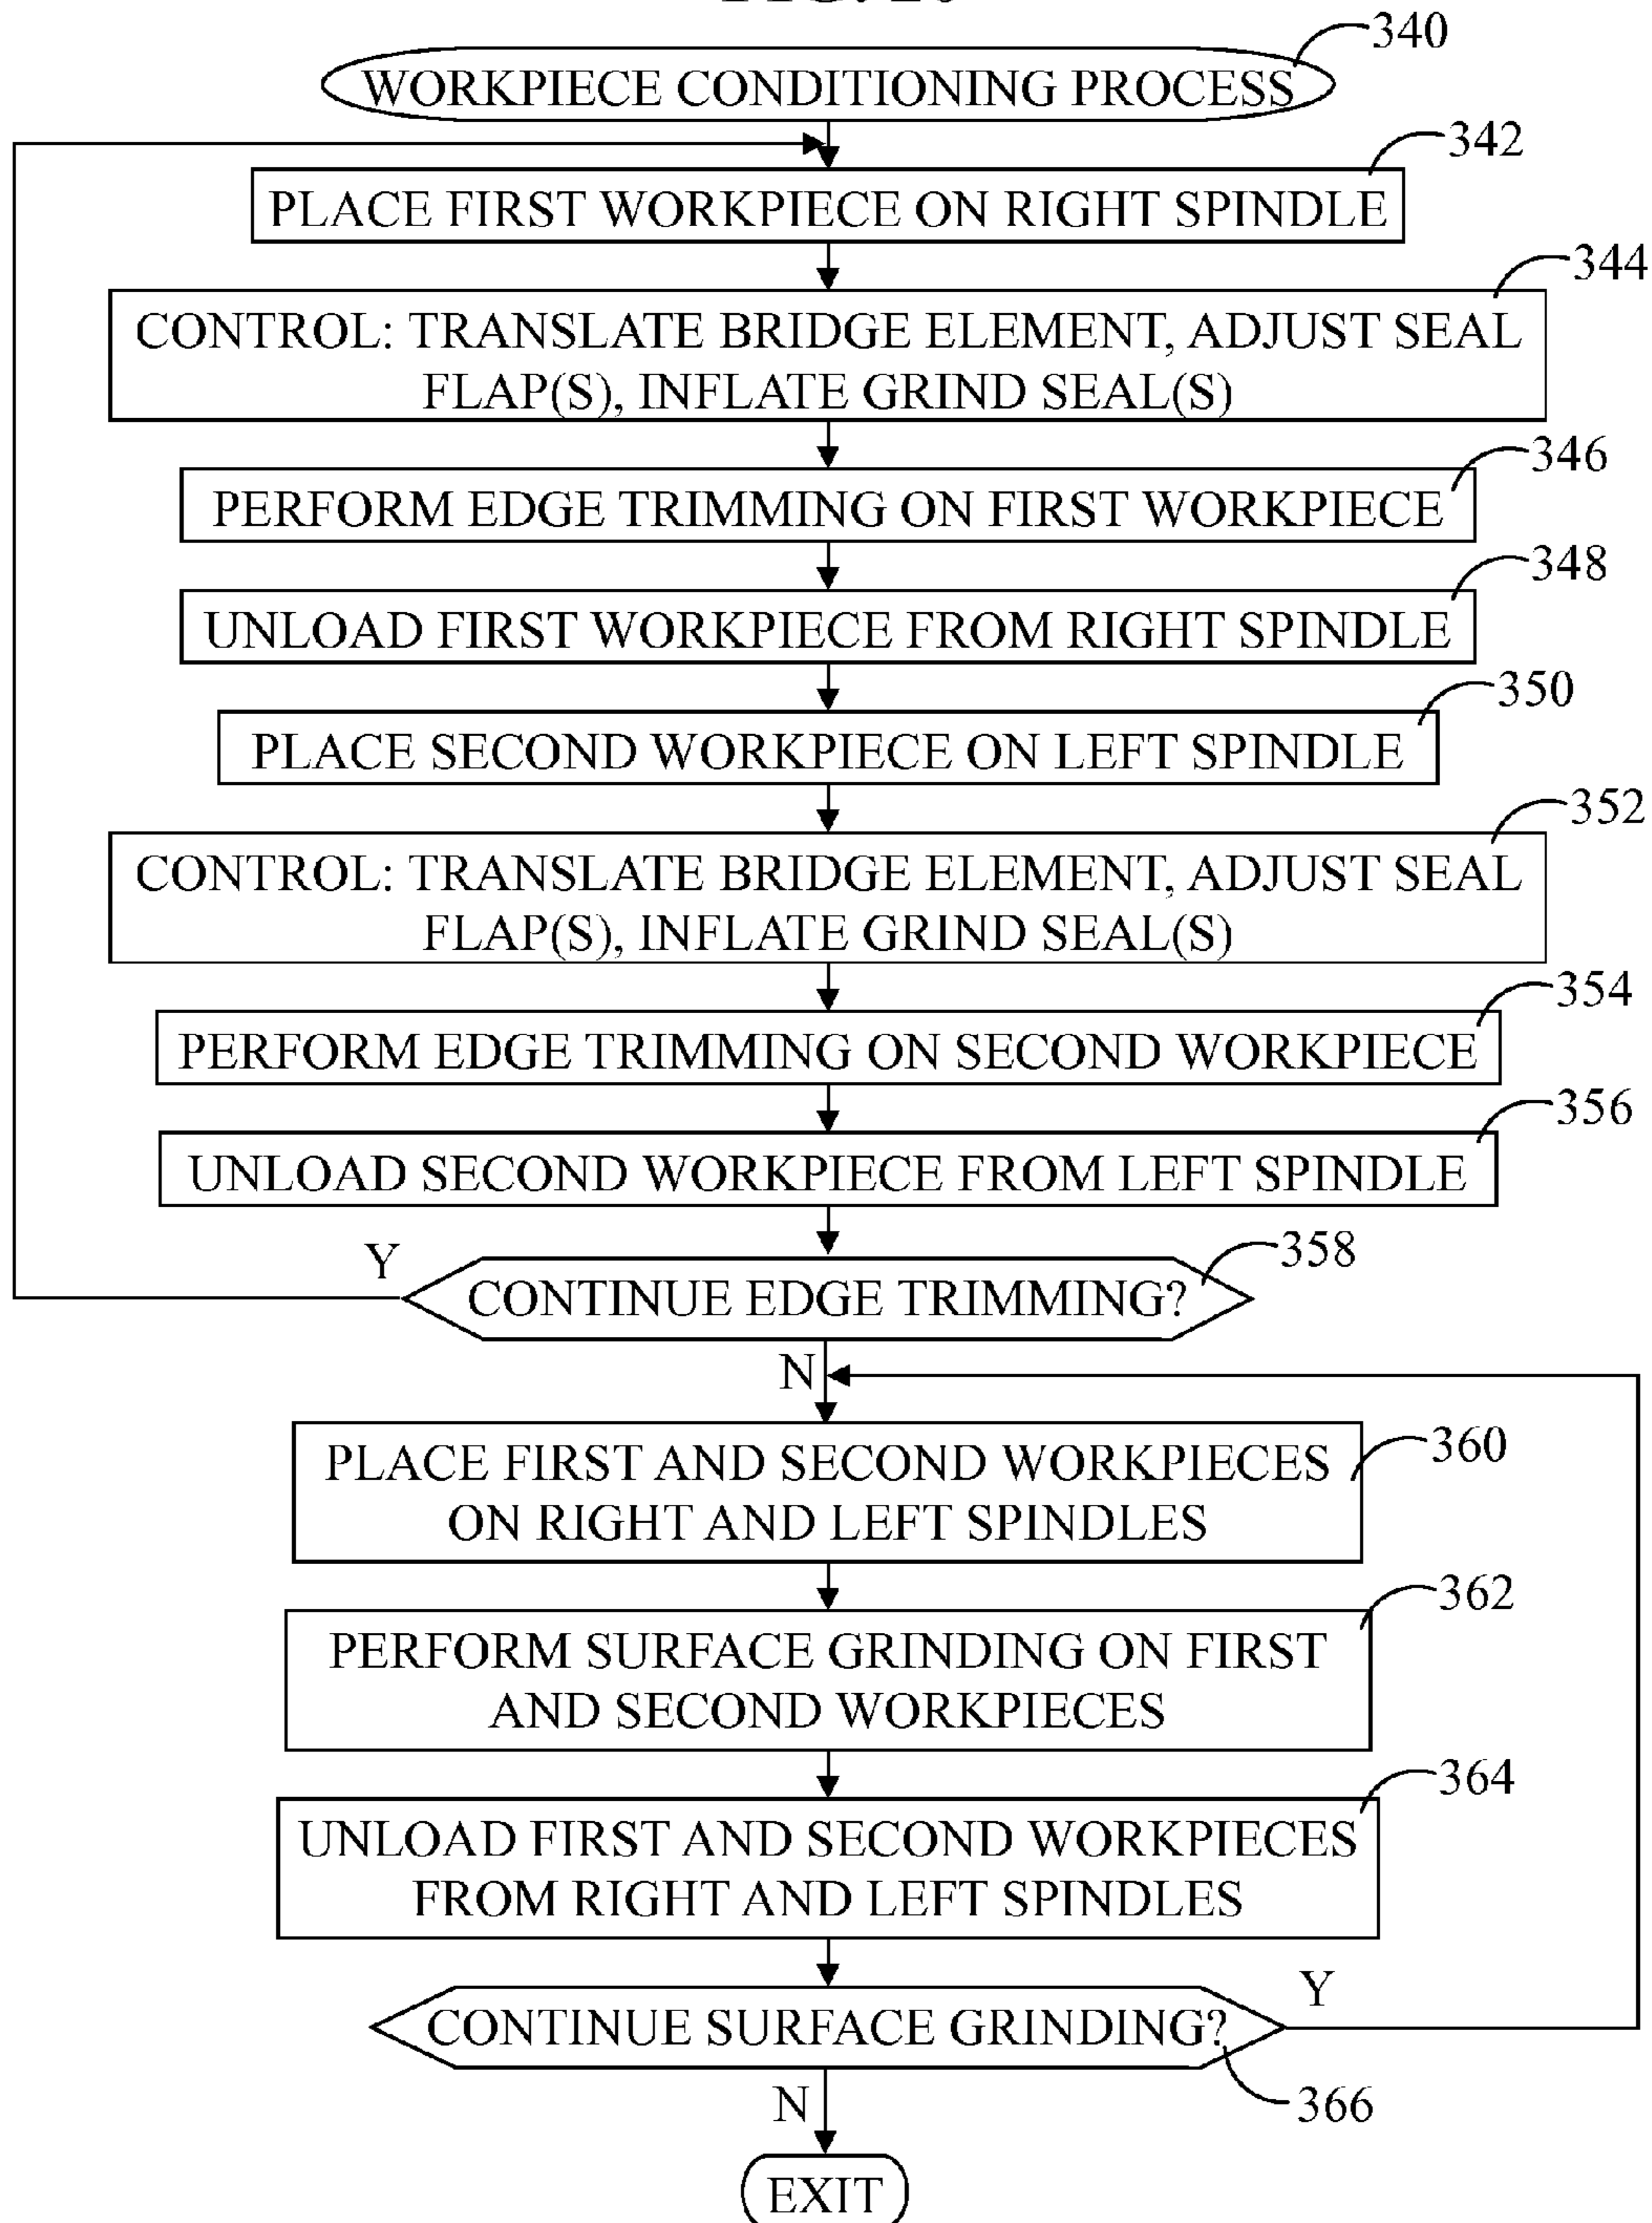 340
WORKPIECE CONDITIONING PROCESS
342
PLACE FIRST WORKPIECE ON RIGHT SPINDLE
344
CONTROL: TRANSLATE BRIDGE ELEMENT, ADJUST SEAL
FLAP(S), INFLATE GRIND SEAL(S)
346
PERFORM EDGE TRIMMING ON FIRST WORKPIECE
348
UNLOAD FIRST WORKPIECE FROM RIGHT SPINDLE
350
PLACE SECOND WORKPIECE ON LEFT SPINDLE
352
CONTROL: TRANSLATE BRIDGE ELEMENT, ADJUST SEAL
FLAP(S), INFLATE GRIND SEAL(S)
354
PERFORM EDGE TRIMMING ON SECOND WORKPIECE
356
UNLOAD SECOND WORKPIECE FROM LEFT SPINDLE
358
Y
CONTINUE EDGE TRIMMING?
N
360
PLACE FIRST AND SECOND WORKPIECES
ON RIGHT AND LEFT SPINDLES
362
PERFORM SURFACE GRINDING ON FIRST
AND SECOND WORKPIECES
364
UNLOAD FIRST AND SECOND WORKPIECES
FROM RIGHT AND LEFT SPINDLES
Y
CONTINUE SURFACE GRINDING?
366
N
EXIT